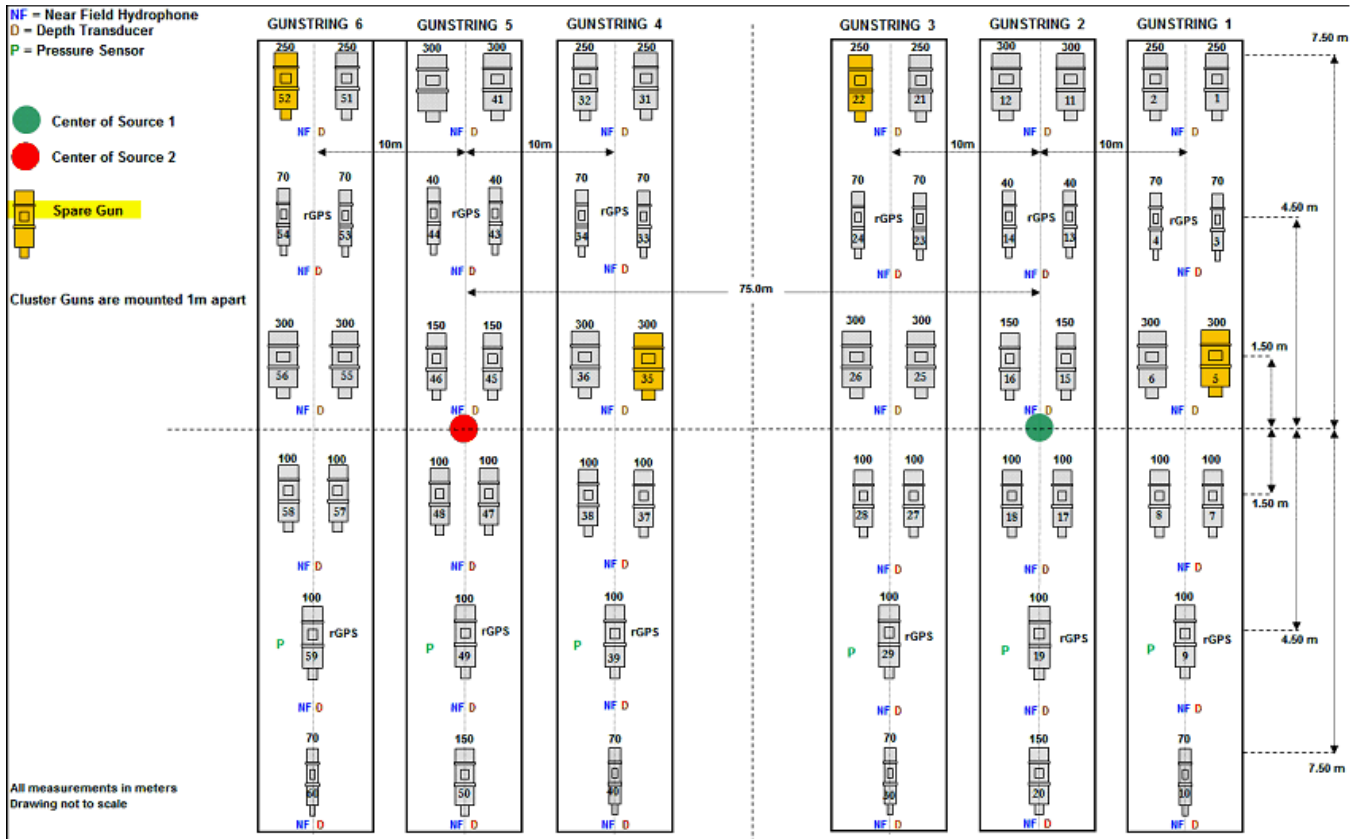 NF = Near Field Hydrophone
D = Depth Transducer
P = Pressure Sensor
Center of Source 1
Center of Source 2
Spare Gun
Cluster Guns are mounted 1m apart
All measurements in meters
Drawing not to scale
GUNSTRING 6 GUNSTRING 5 GUNSTRING 4 GUNSTRING 3 GUNSTRING 2 GUNSTRING 1
250 250 300 300 250 250 250 250 300 300 250 250
7.50 m
52 51 41 32 31 22 21 12 11 2 1
NF D NF D NF D NF D NF D NF D
10m 10m 10m 10m
70 70 40 40 70 70 70 70 40 40 70 70
rGPS rGPS rGPS rGPS rGPS rGPS
4.50 m
54 53 44 43 34 33 24 23 14 13 4 3
NF D NF D NF D NF D NF D NF D
75.0m
300 300 150 150 300 300 300 300 150 150 300 300
1.50 m
56 55 46 45 36 35 26 25 16 15 6 5
NF D NF D NF D NF D NF D NF D
100 100 100 100 100 100 100 100 100 100 100 100
58 57 48 47 38 37 28 27 18 17 8 7
1.50 m
NF D NF D NF D NF D NF D NF D
100 100 100 100 100 100
rGPS rGPS rGPS rGPS rGPS rGPS
P P P P P P
59 49 39 29 19 9
4.50 m
NF D NF D NF D NF D NF D NF D
70 150 70 70 150 70
7.50 m
60 50 40 30 20 10
NF D NF D NF D NF D NF D NF D